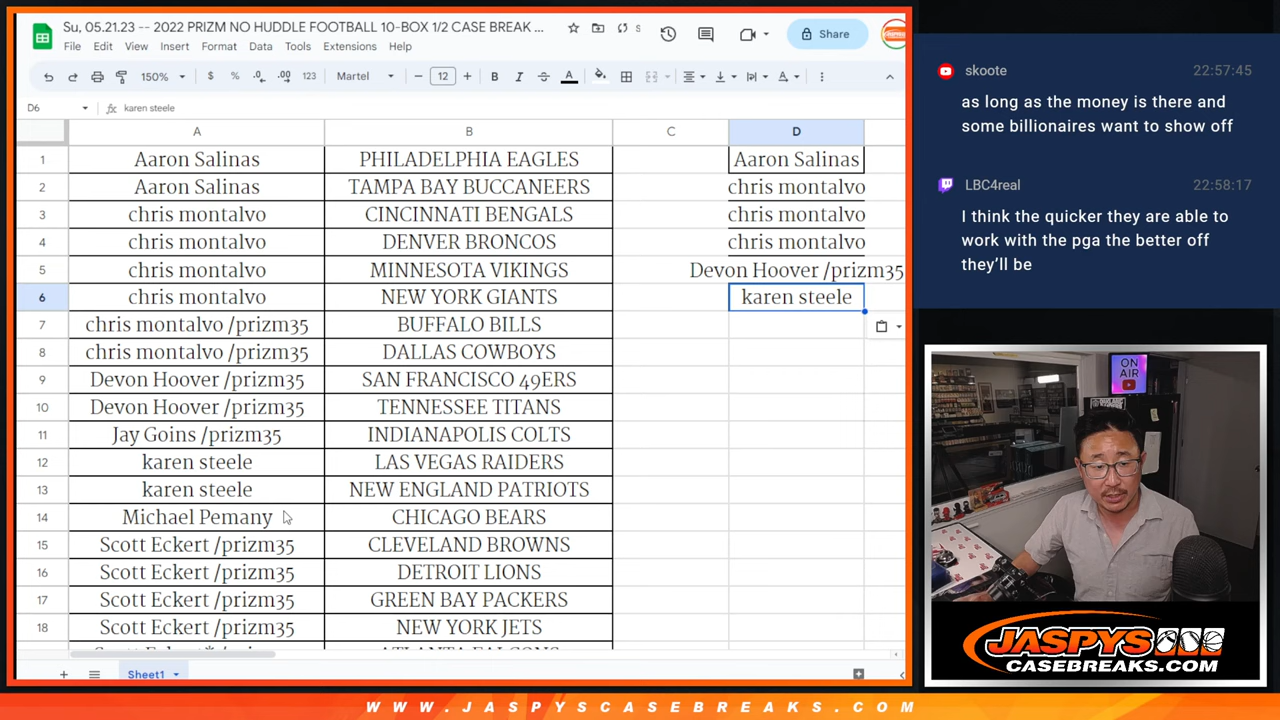 Su, 05.21.23 -- 2022 PRIZM NO HUDDLE FOOTBALL 10-BOX 1/2 CASE BREAK ...
File Edit View Insert Format Data Tools Extensions Help
Share
150% $ % .0 .00 123 Martel 12 B I A
D6 fx karen steele
A B C D
1 Aaron Salinas PHILADELPHIA EAGLES Aaron Salinas
2 Aaron Salinas TAMPA BAY BUCCANEERS chris montalvo
3 chris montalvo CINCINNATI BENGALS chris montalvo
4 chris montalvo DENVER BRONCOS chris montalvo
5 chris montalvo MINNESOTA VIKINGS Devon Hoover /prizm35
6 chris montalvo NEW YORK GIANTS karen steele
7 chris montalvo /prizm35 BUFFALO BILLS
8 chris montalvo /prizm35 DALLAS COWBOYS
9 Devon Hoover /prizm35 SAN FRANCISCO 49ERS
10 Devon Hoover /prizm35 TENNESSEE TITANS
11 Jay Goins /prizm35 INDIANAPOLIS COLTS
12 karen steele LAS VEGAS RAIDERS
13 karen steele NEW ENGLAND PATRIOTS
14 Michael Pemany CHICAGO BEARS
15 Scott Eckert /prizm35 CLEVELAND BROWNS
16 Scott Eckert /prizm35 DETROIT LIONS
17 Scott Eckert /prizm35 GREEN BAY PACKERS
18 Scott Eckert /prizm35 NEW YORK JETS
Sheet1
skoote 22:57:45
as long as the money is there and
some billionaires want to show off
LBC4real 22:58:17
I think the quicker they are able to
work with the pga the better off
they'll be
ON
AIR
JASPYS
CASEBREAKS.COM
WWW.JASPYSCASEBREAKS.COM